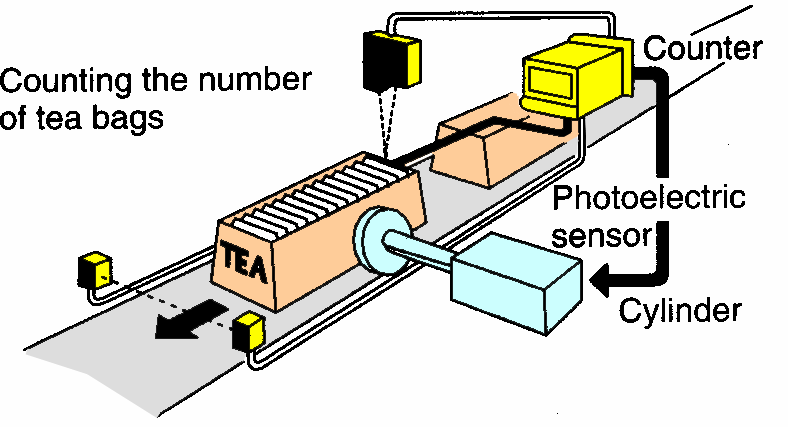 Counting the number
of tea bags
Counter
Photoelectric
sensor
TEA
Cylinder